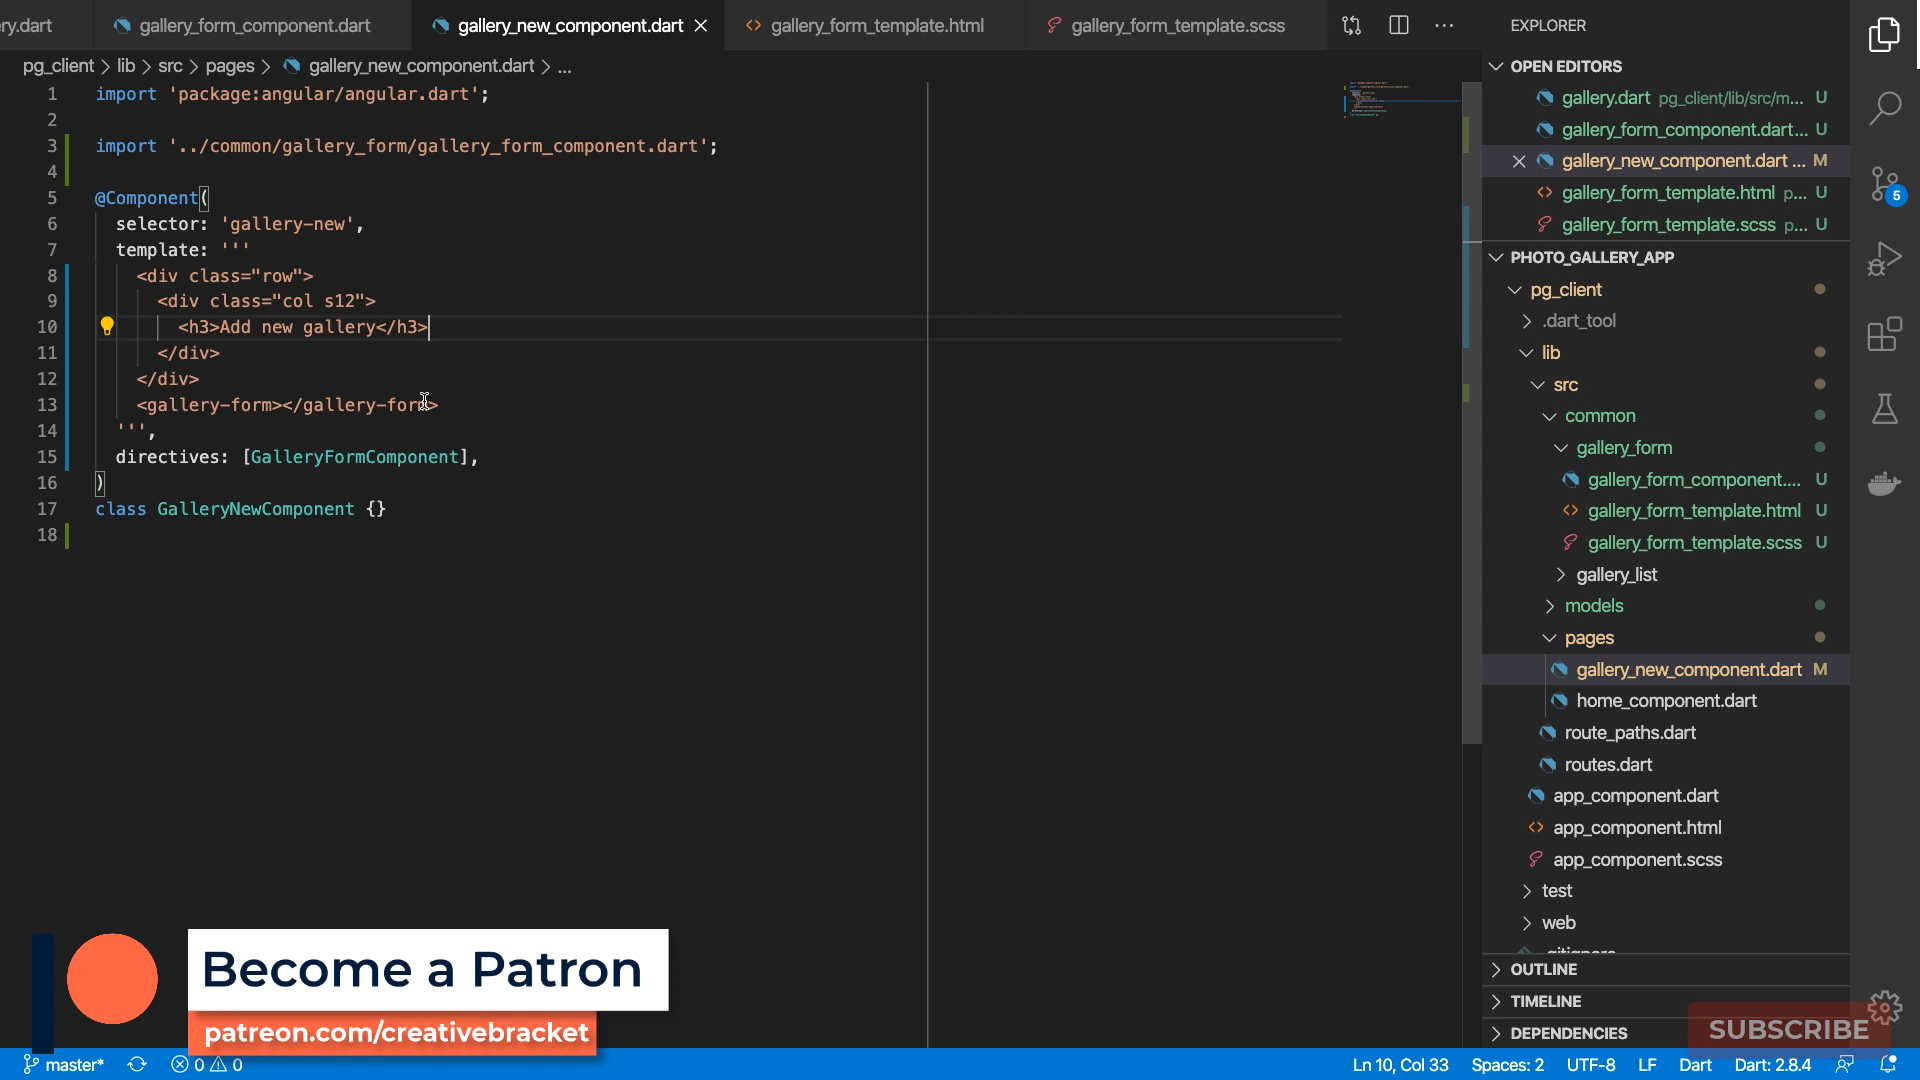 ry.dart
gallery_form_component.dart
gallery_new_component.dart
gallery_form_template.html
gallery_form_template.scss
pg_client > lib > src > pages > gallery_new_component.dart > ...
1 import 'package:angular/angular.dart';
2
3 import '../common/gallery_form/gallery_form_component.dart';
4
5 @Component(
6 selector: 'gallery-new',
7 template: '''
8 <div class="row">
9 <div class="col s12">
10 <h3>Add new gallery</h3>
11 </div>
12 </div>
13 <gallery-form></gallery-form>
14 ''',
15 directives: [GalleryFormComponent],
16 )
17 class GalleryNewComponent {}
18
EXPLORER
OPEN EDITORS
gallery.dart pg_client/lib/src/m... U
gallery_form_component.dart... U
gallery_new_component.dart ... M
gallery_form_template.html p... U
gallery_form_template.scss p... U
PHOTO_GALLERY_APP
pg_client
.dart_tool
lib
src
common
gallery_form
gallery_form_component.... U
gallery_form_template.html U
gallery_form_template.scss U
gallery_list
models
pages
gallery_new_component.dart M
home_component.dart
route_paths.dart
routes.dart
app_component.dart
app_component.html
app_component.scss
test
web
OUTLINE
TIMELINE
DEPENDENCIES
5
Become a Patron
patreon.com/creativebracket
SUBSCRIBE
master*
0 0
Ln 10, Col 33
Spaces: 2
UTF-8
LF
Dart
Dart: 2.8.4